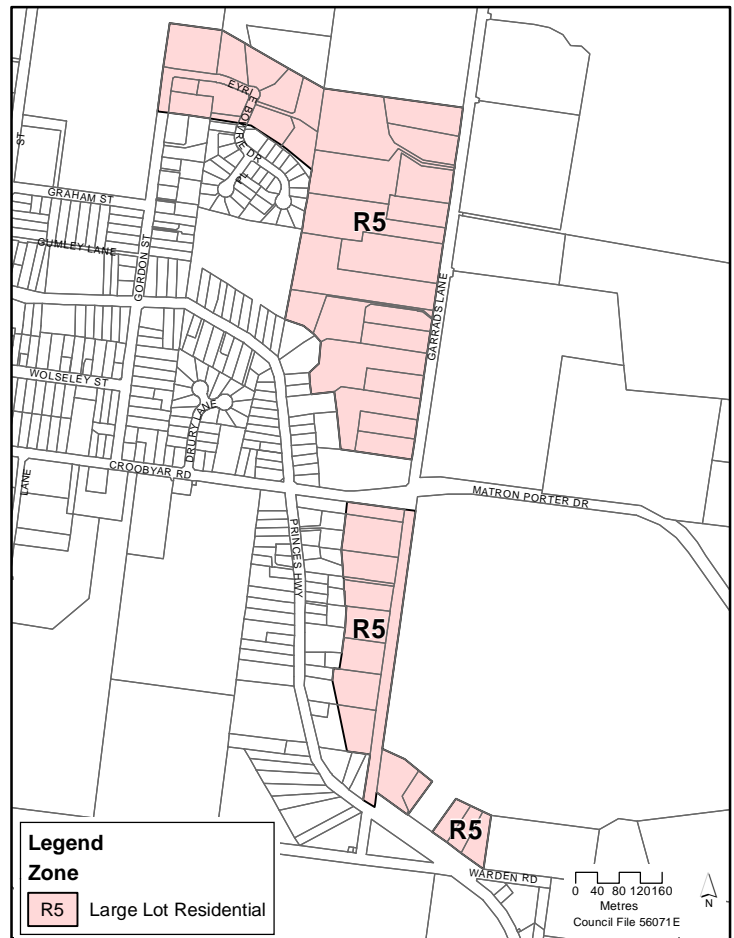 EYRIE BOWRIE DR
PL
ST
GRAHAM ST
GUMLEY LANE
GORDON ST
R5
GARRADS LANE
WOLSELEY ST
DRURY LANE
CROOBYAR RD
LANE
MATRON PORTER DR
PRINCES HWY
R5
R5
WARDEN RD
Legend
Zone
R5 Large Lot Residential
0 40 80 120 160
Metres
Council File 56071E
N